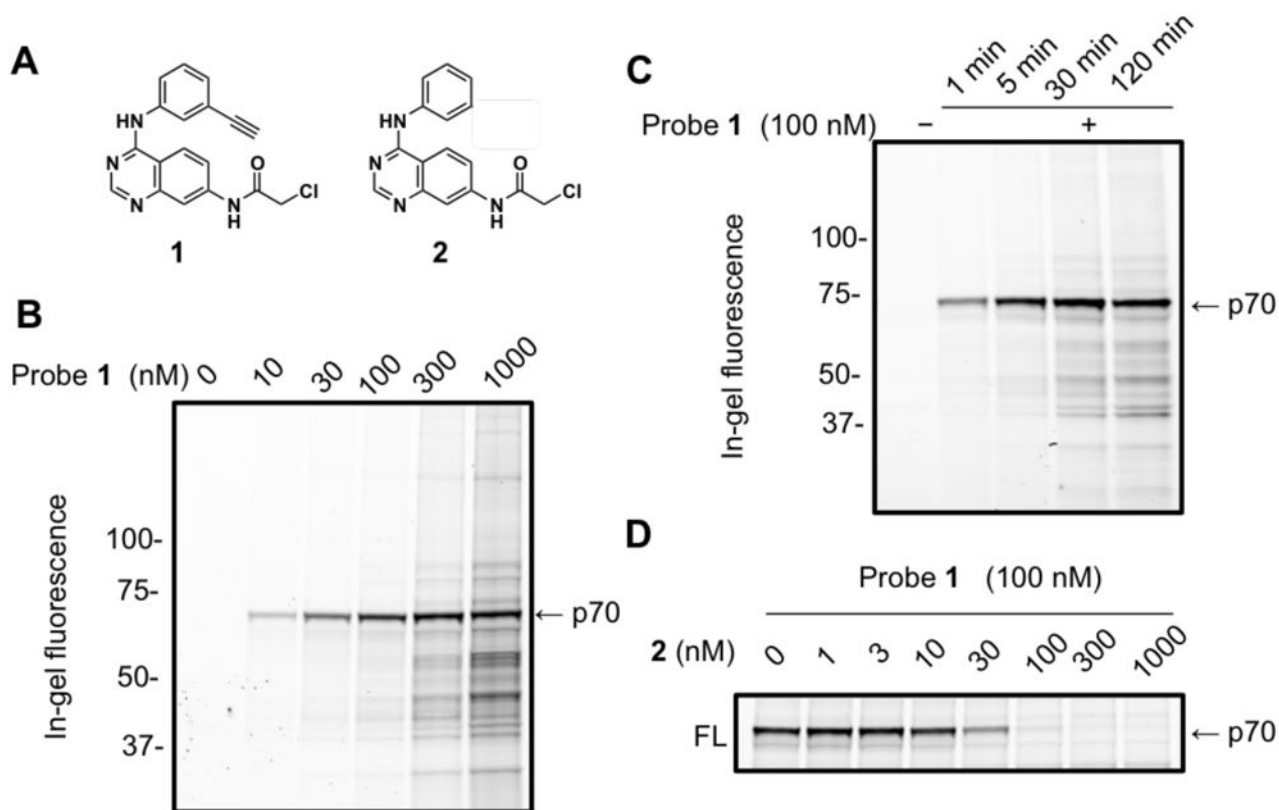 A
HN
N
N
N
H
O
Cl
1
HN
N
N
N
H
O
Cl
2
B
Probe 1 (nM) 0 10 30 100 300 1000
In-gel fluorescence
100-
75-
50-
37-
← p70
C
1 min 5 min 30 min 120 min
Probe 1 (100 nM) − +
In-gel fluorescence
100-
75-
50-
37-
← p70
D
Probe 1 (100 nM)
2 (nM) 0 1 3 10 30 100 300 1000
FL
← p70